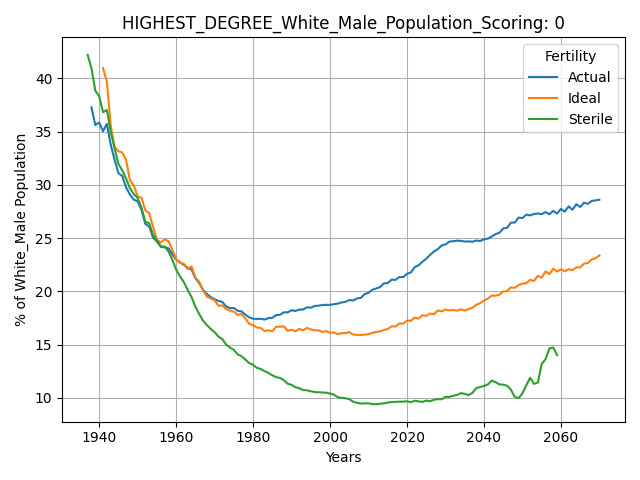 HIGHEST_DEGREE_White_Male_Population_Scoring: 0
Fertility
Actual
Ideal
Sterile
% of White_Male Population
40
35
30
25
20
15
10
1940
1960
1980
2000
2020
2040
2060
Years